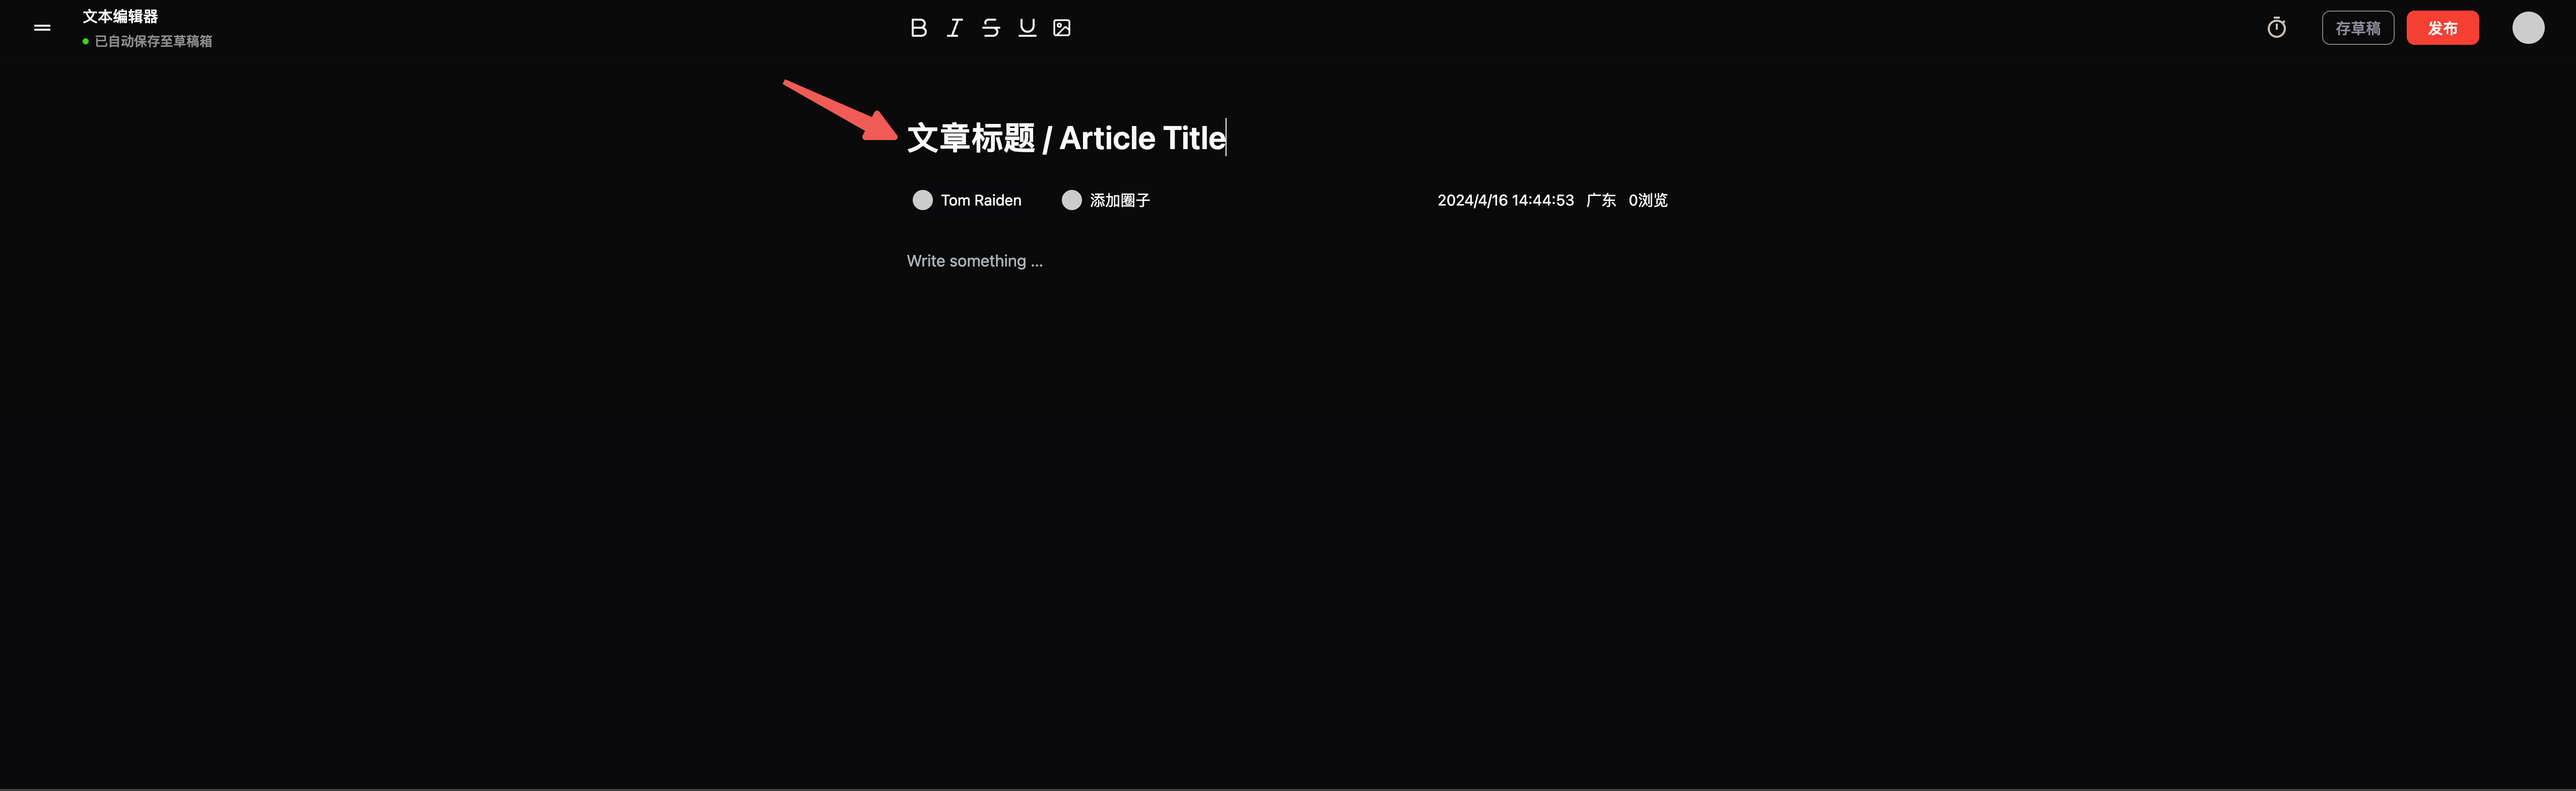 文本编辑器
已自动保存至草稿箱
存草稿
发布
文章标题 / Article Title
Tom Raiden 添加圈子 2024/4/16 14:44:53 广东 0浏览
Write something ...